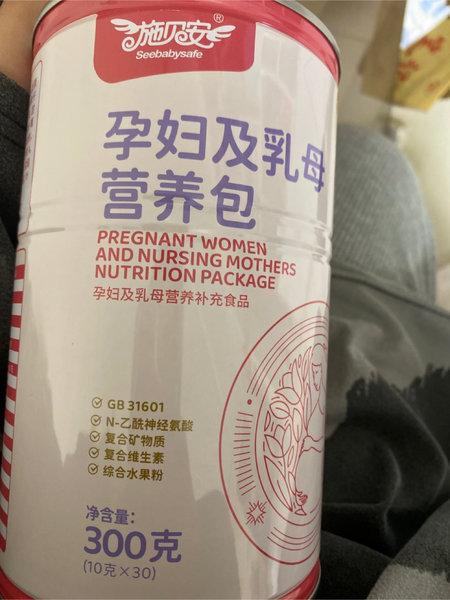 施贝安®
Seebabysafe
孕妇及乳母
营养包
PREGNANT WOMEN
AND NURSING MOTHERS
NUTRITION PACKAGE
孕妇及乳母营养补充食品
GB 31601
N-乙酰神经氨酸
复合矿物质
复合维生素
综合水果粉
净含量:
300克
(10克×30)